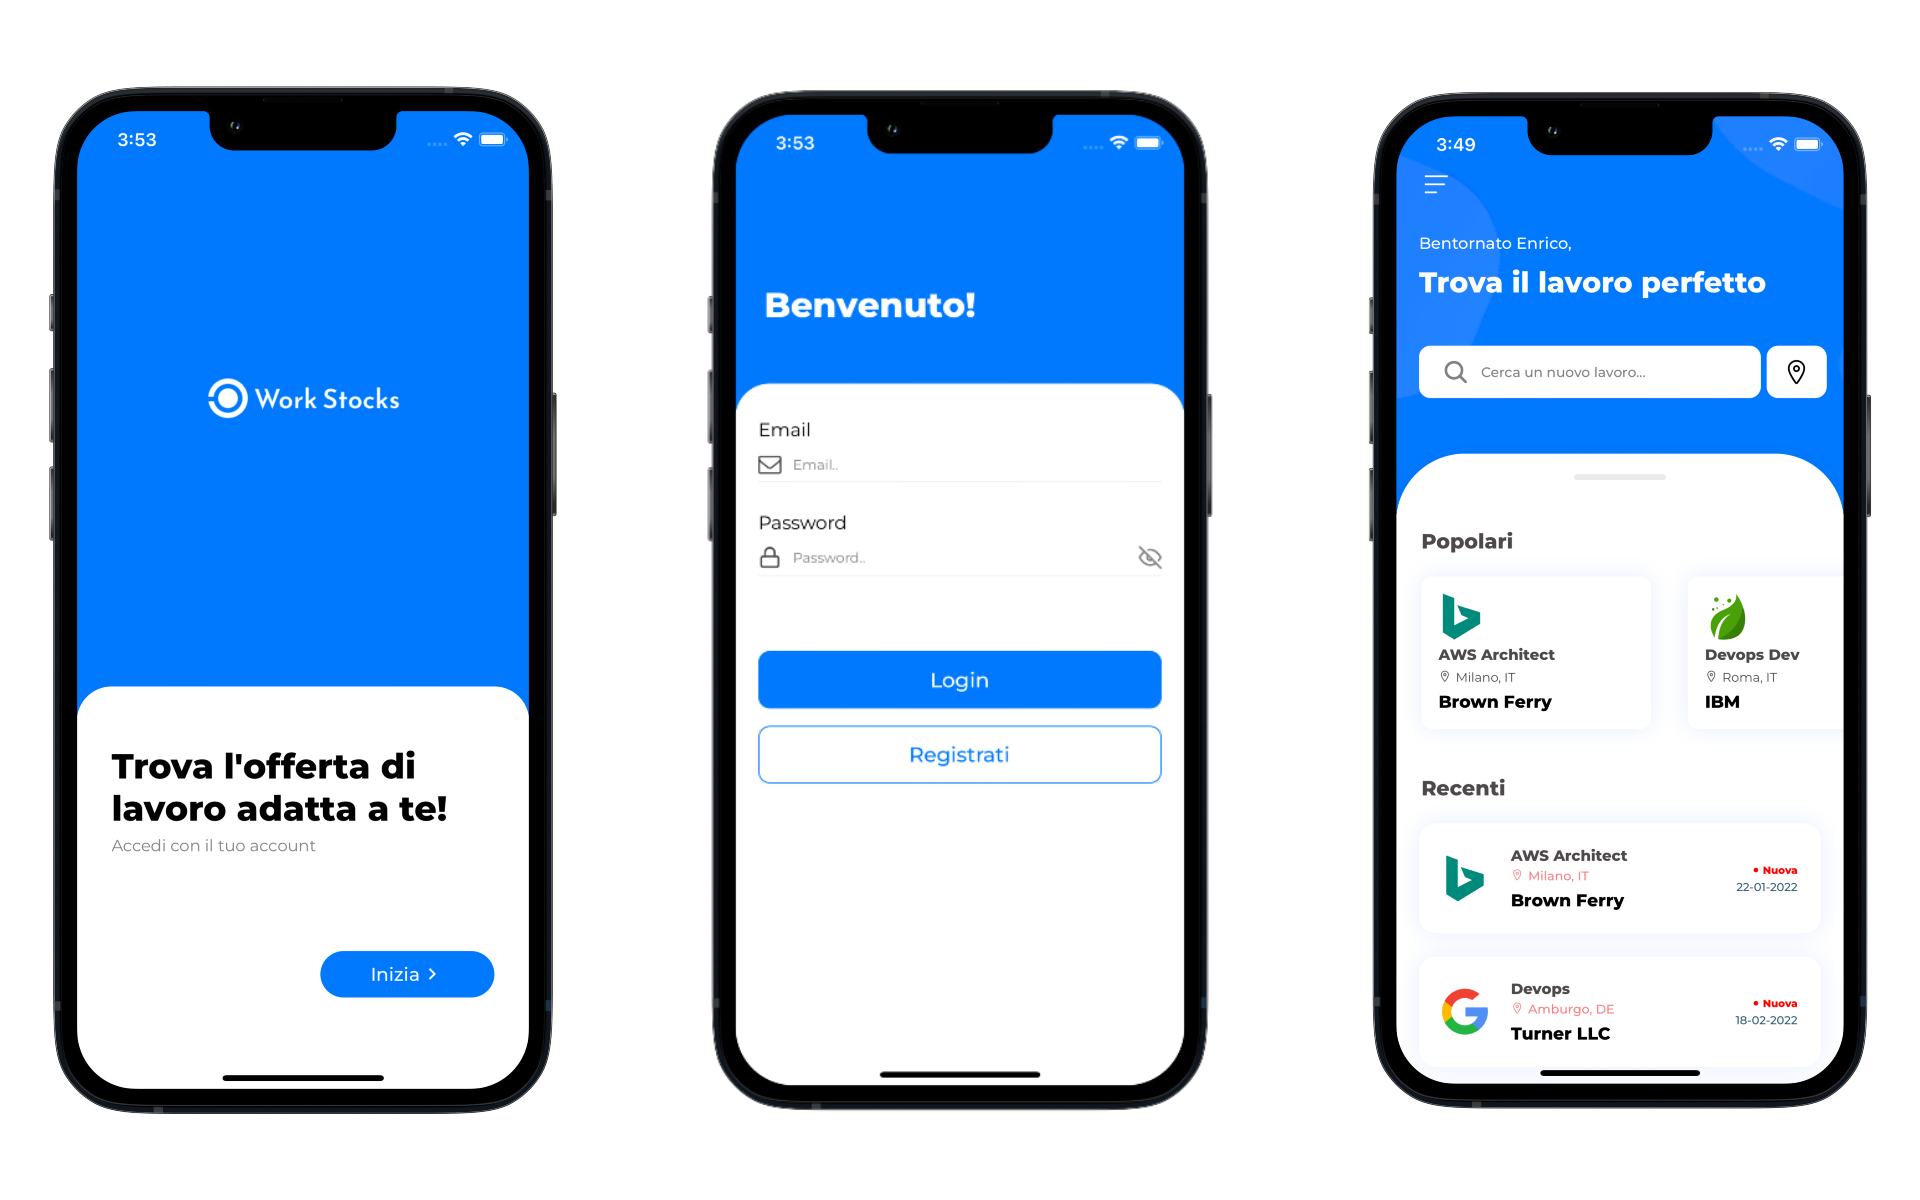 3:53
Work Stocks
Trova l'offerta di
lavoro adatta a te!
Accedi con il tuo account
Inizia
3:53
Benvenuto!
Email
Email..
Password
Password..
Login
Registrati
3:49
Bentornato Enrico,
Trova il lavoro perfetto
Cerca un nuovo lavoro...
Popolari
AWS Architect
Milano, IT
Brown Ferry
Devops Dev
Roma, IT
IBM
Recenti
AWS Architect
Milano, IT
Brown Ferry
• Nuova
22-01-2022
Devops
Amburgo, DE
Turner LLC
• Nuova
18-02-2022